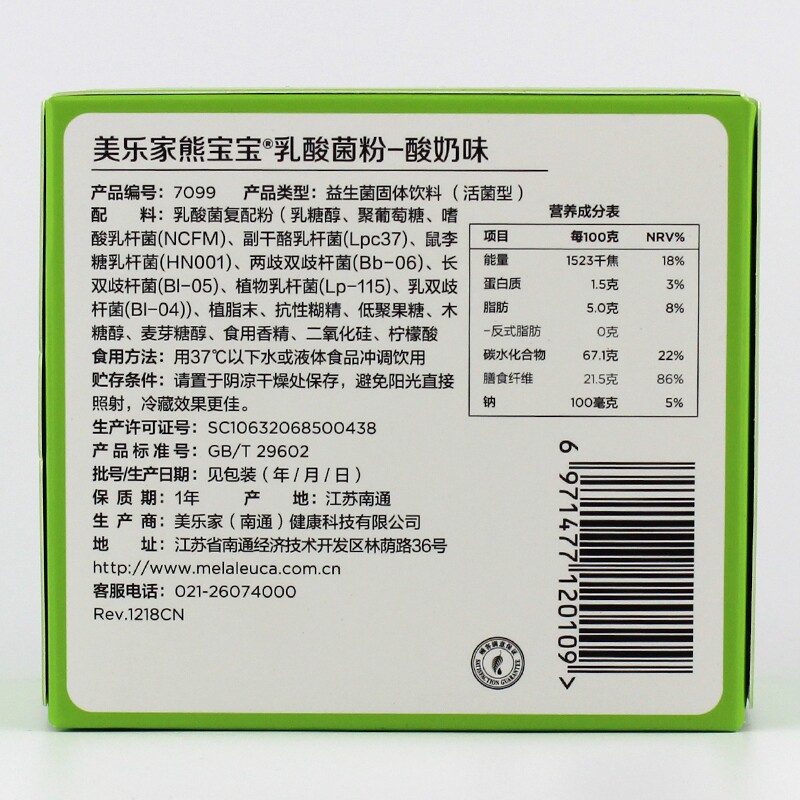 美乐家熊宝宝®乳酸菌粉-酸奶味
产品编号：7099 产品类型：益生菌固体饮料（活菌型）
配 料：乳酸菌复配粉（乳糖醇、聚葡萄糖、嗜
酸乳杆菌(NCFM)、副干酪乳杆菌(Lpc37)、鼠李
糖乳杆菌(HN001)、两歧双歧杆菌(Bb-06)、长
双歧杆菌(Bl-05)、植物乳杆菌(Lp-115)、乳双歧
杆菌(Bl-04)）、植脂末、抗性糊精、低聚果糖、木
糖醇、麦芽糖醇、食用香精、二氧化硅、柠檬酸
食用方法：用37℃以下水或液体食品冲调饮用
贮存条件：请置于阴凉干燥处保存，避免阳光直接
照射，冷藏效果更佳。
生产许可证号：SC10632068500438
产品标准号：GB/T 29602
批号/生产日期：见包装（年/月/日）
保 质 期：1年 产 地：江苏南通
生 产 商：美乐家（南通）健康科技有限公司
地 址：江苏省南通经济技术开发区林荫路36号
http://www.melaleuca.com.cn
客服电话：021-26074000
Rev.1218CN
营养成分表
项目 每100克 NRV%
能量 1523千焦 18%
蛋白质 1.5克 3%
脂肪 5.0克 8%
-反式脂肪 0克
碳水化合物 67.1克 22%
膳食纤维 21.5克 86%
钠 100毫克 5%
6 971477 120109 >
顾客满意保证
SATISFACTION GUARANTEE